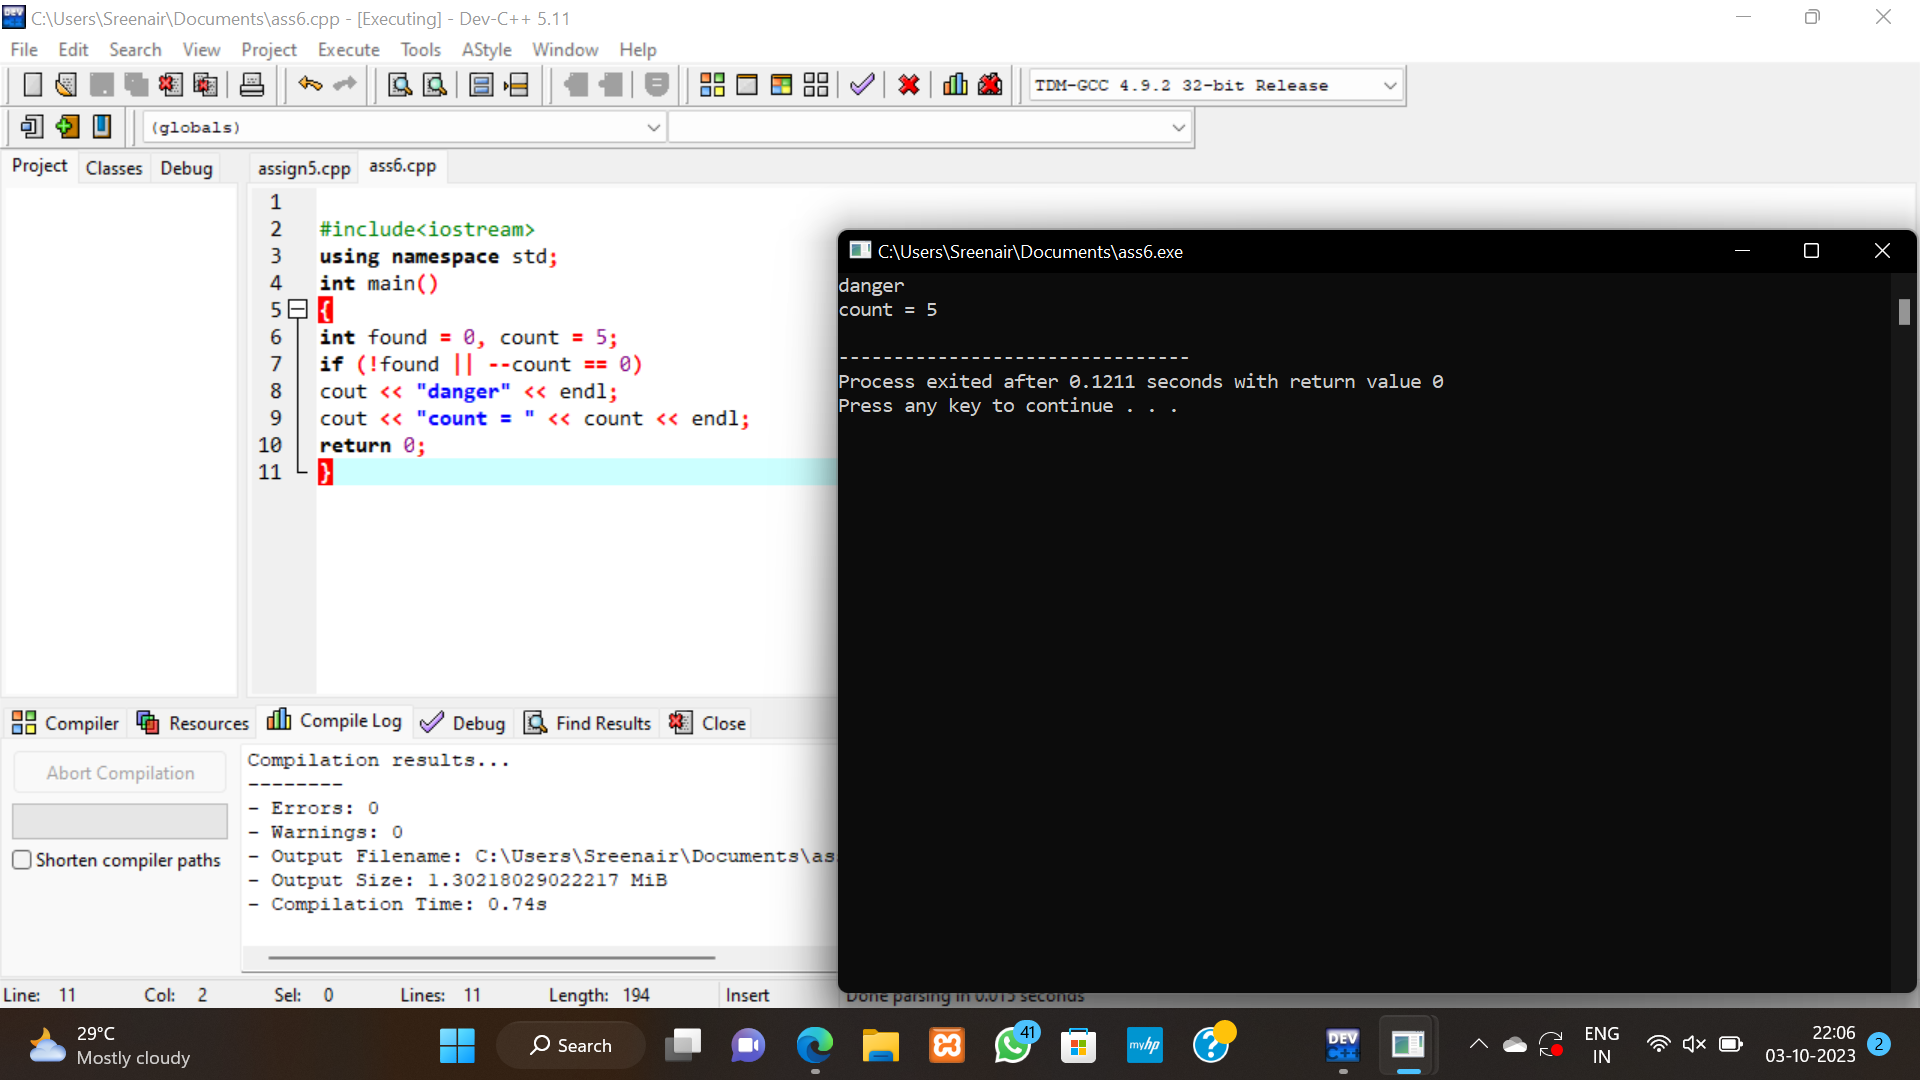 C:\Users\Sreenair\Documents\ass6.cpp - [Executing] - Dev-C++ 5.11
File Edit Search View Project Execute Tools AStyle Window Help
TDM-GCC 4.9.2 32-bit Release
(globals)
Project Classes Debug assign5.cpp ass6.cpp
1
2 #include<iostream>
3 using namespace std;
4 int main()
5 {
6 int found = 0, count = 5;
7 if (!found || --count == 0)
8 cout << "danger" << endl;
9 cout << "count = " << count << endl;
10 return 0;
11 }
C:\Users\Sreenair\Documents\ass6.exe
danger
count = 5
--------------------------------
Process exited after 0.1211 seconds with return value 0
Press any key to continue . . .
Compiler Resources Compile Log Debug Find Results Close
Abort Compilation
Shorten compiler paths
Compilation results...
--------
- Errors: 0
- Warnings: 0
- Output Filename: C:\Users\Sreenair\Documents\as
- Output Size: 1.30218029022217 MiB
- Compilation Time: 0.74s
Line: 11 Col: 2 Sel: 0 Lines: 11 Length: 194 Insert Done parsing in 0.015 seconds
29°C
Mostly cloudy
Search
41
myhp
DEV
C++
ENG
IN
22:06
03-10-2023
2